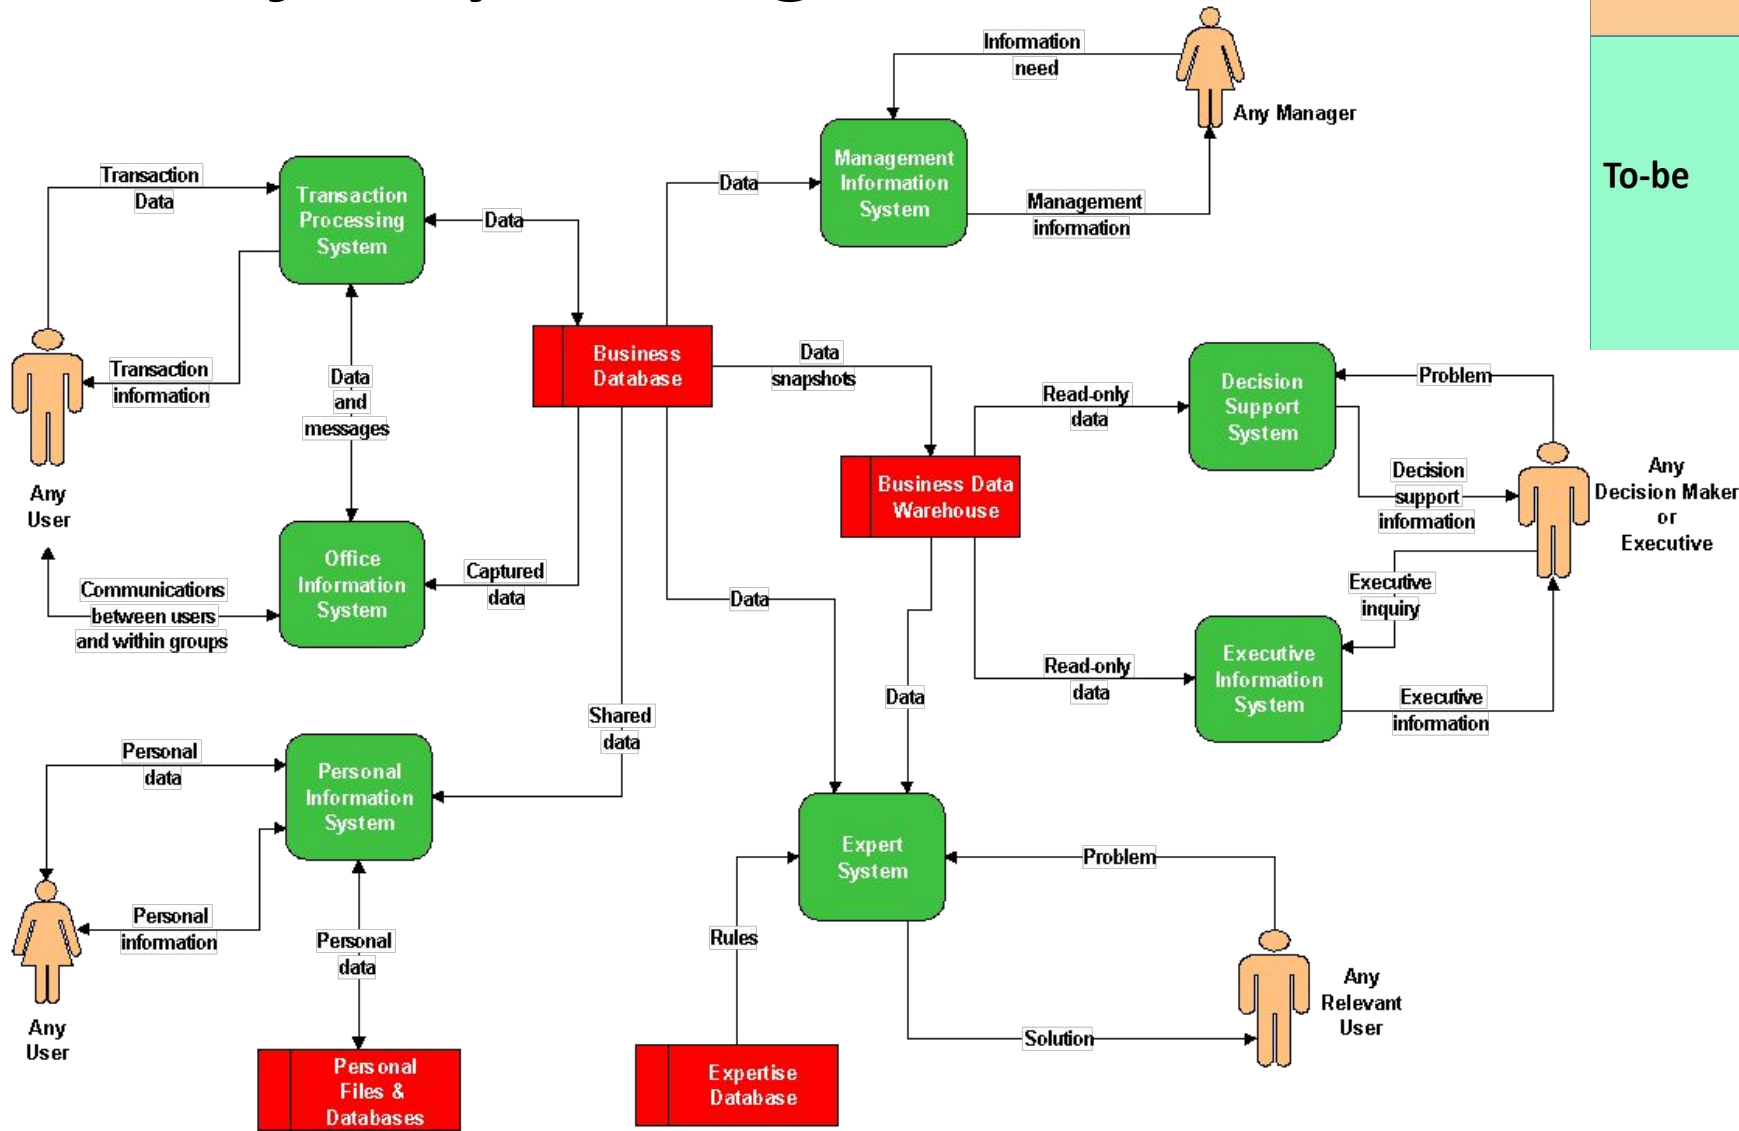 Information
need
Any Manager
To-be
Management
Information
System
Management
information
Data
Transaction
Data
Transaction
Processing
System
Data
Transaction
information
Data
and
messages
Any
User
Business
Database
Data
snapshots
Business Data
Warehouse
Read-only
data
Decision
Support
System
Problem
Decision
support
information
Any
Decision Maker
or
Executive
Executive
inquiry
Office
Information
System
Captured
data
Communications
between users
and within groups
Data
Data
Read-only
data
Executive
Information
System
Executive
information
Shared
data
Personal
data
Personal
Information
System
Personal
information
Personal
data
Any
User
Personal
Files &
Databases
Expert
System
Problem
Rules
Solution
Any
Relevant
User
Expertise
Database